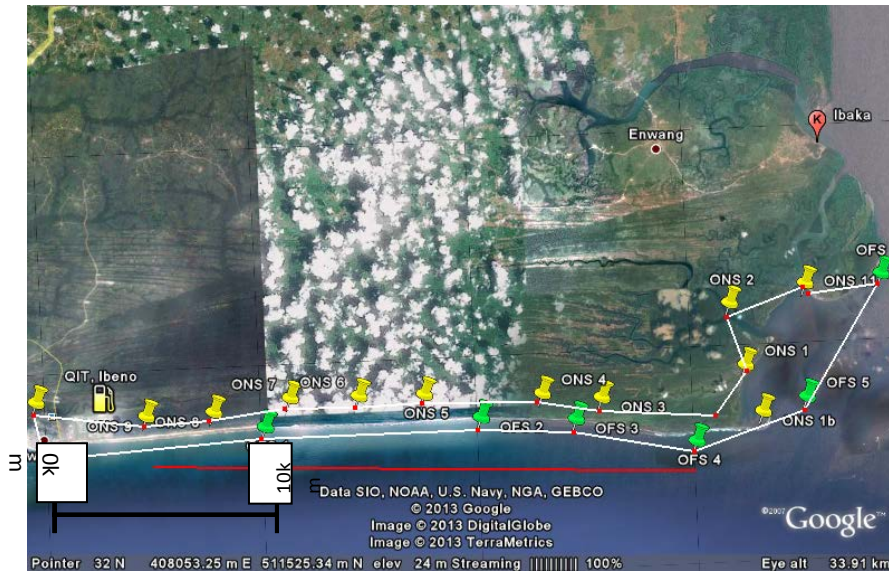 Ibaka
K
Enwang
OFS
ONS 2
ONS 11
ONS 1
QIT, Ibeno
ONS 7
ONS 6
ONS 4
OFS 5
ONS 9
ONS 8
ONS 5
ONS 3
ONS 1b
OFS 2
OFS 3
OFS 4
w
0k
m
10k
m
Data SIO, NOAA, U.S. Navy, NGA, GEBCO
© 2013 Google
Image © 2013 DigitalGlobe
Image © 2013 TerraMetrics
©2007 Google™
Pointer 32 N 408053.25 m E 511525.34 m N elev 24 m Streaming ||||||||| 100% Eye alt 33.91 km